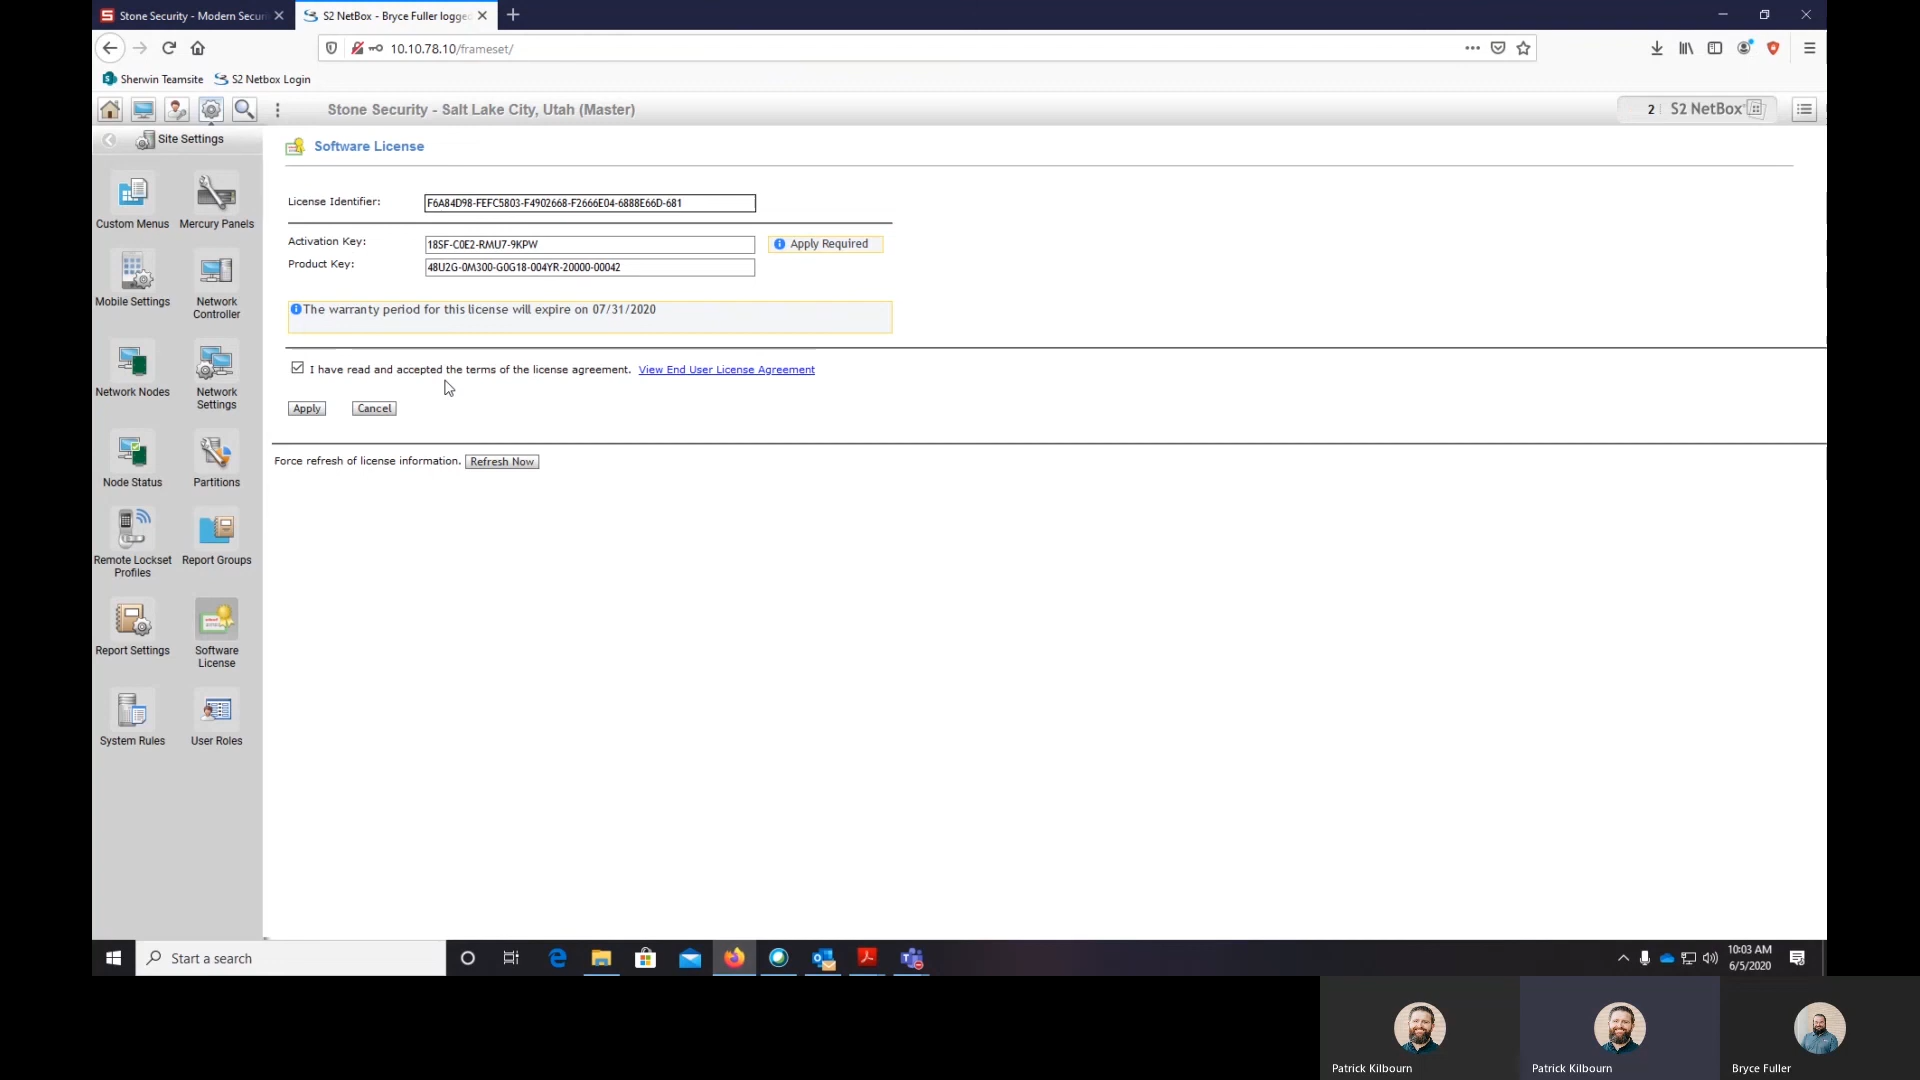 Stone Security - Modern Secur
S2 NetBox - Bryce Fuller logge
10.10.78.10/frameset/
Sherwin Teamsite
S2 Netbox Login
Stone Security - Salt Lake City, Utah (Master)
2
S2 NetBox
Site Settings
Software License
Custom Menus
Mercury Panels
Mobile Settings
Network
Controller
Network Nodes
Network
Settings
Node Status
Partitions
Remote Lockset
Profiles
Report Groups
Report Settings
Software
License
System Rules
User Roles
License Identifier:
F6A84D98-FEFC5803-F4902668-F2666E04-6888E66D-681
Activation Key:
18SF-C0E2-RMU7-9KPW
Apply Required
Product Key:
48U2G-0M300-G0G18-004YR-20000-00042
The warranty period for this license will expire on 07/31/2020
I have read and accepted the terms of the license agreement. View End User License Agreement
Apply
Cancel
Force refresh of license information. Refresh Now
Start a search
10:03 AM
6/5/2020
Patrick Kilbourn
Patrick Kilbourn
Bryce Fuller